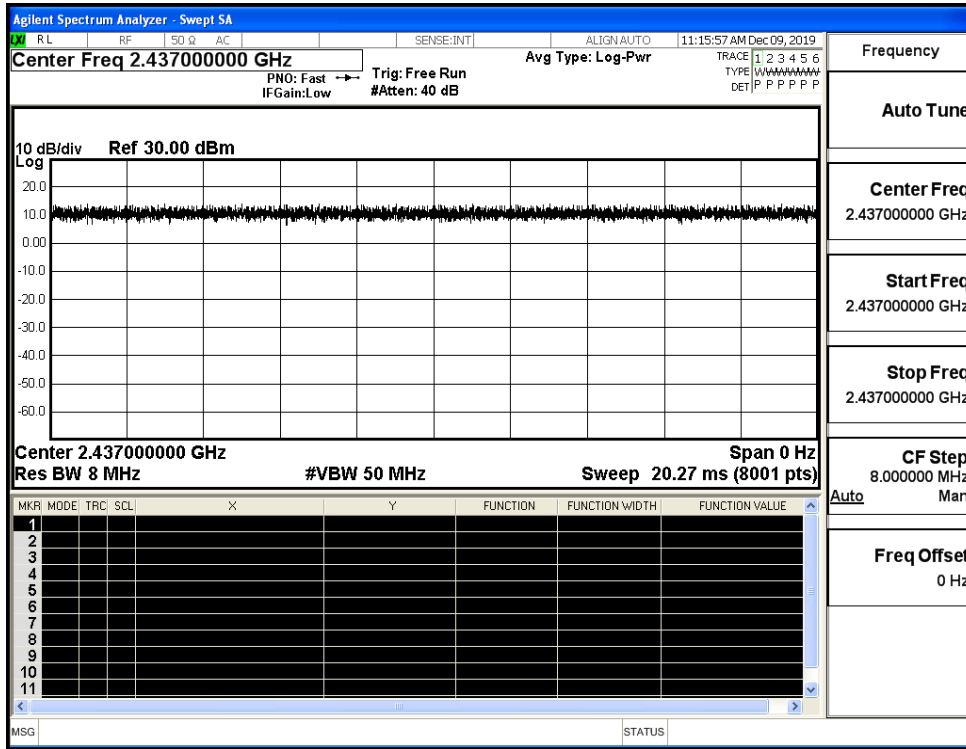 Agilent Spectrum Analyzer - Swept SA
LXI RL RF 50 Ω AC SENSE:INT ALIGN AUTO 11:15:57 AM Dec 09, 2019
Center Freq 2.437000000 GHz
PNO: Fast
IFGain:Low
Trig: Free Run
#Atten: 40 dB
Avg Type: Log-Pwr
TRACE 1 2 3 4 5 6
TYPE
DET P P P P P P
10 dB/div Ref 30.00 dBm
Log
20.0
10.0
0.00
-10.0
-20.0
-30.0
-40.0
-50.0
-60.0
Center 2.437000000 GHz Span 0 Hz
Res BW 8 MHz #VBW 50 MHz Sweep 20.27 ms (8001 pts)
MKR MODE TRC SCL X Y FUNCTION FUNCTION WIDTH FUNCTION VALUE
1
2
3
4
5
6
7
8
9
10
11
MSG STATUS
Frequency
Auto Tune
Center Freq
2.437000000 GHz
Start Freq
2.437000000 GHz
Stop Freq
2.437000000 GHz
CF Step
8.000000 MHz
Auto Man
Freq Offset
0 Hz